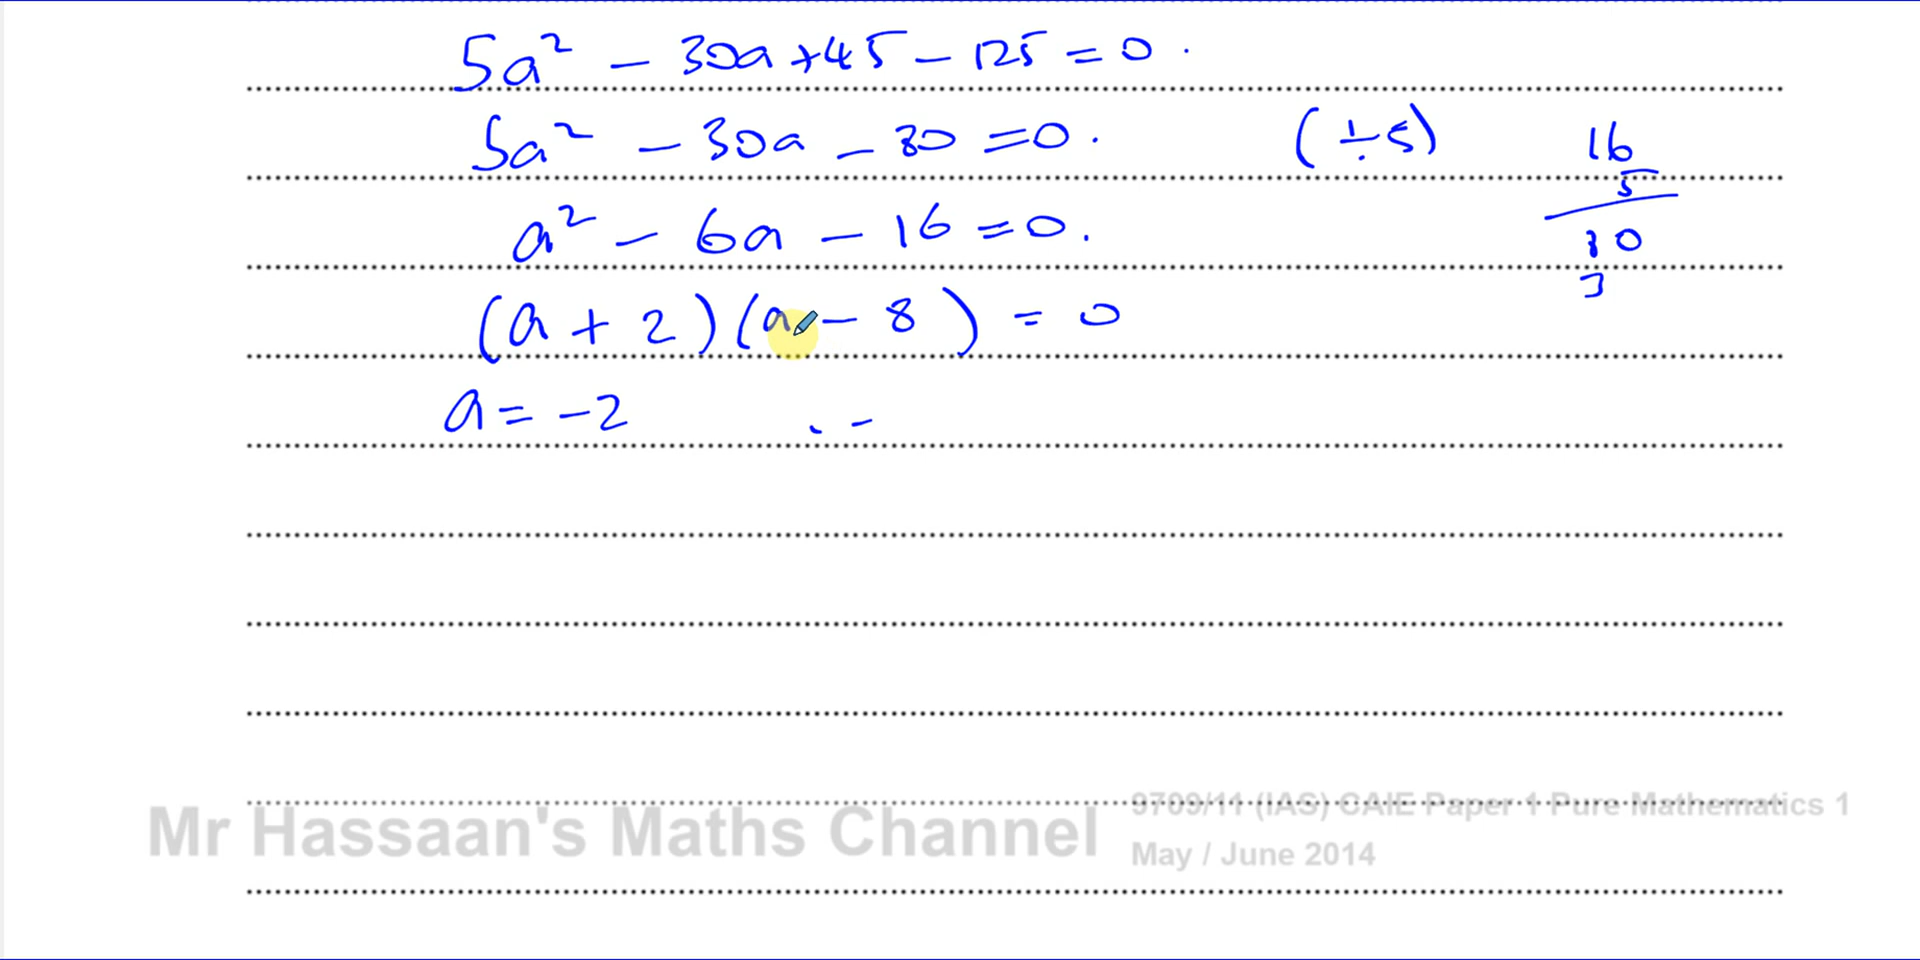 5a² - 30a + 45 - 125 = 0.
5a² - 30a - 80 = 0. (÷5) 16
5
a² - 6a - 16 = 0. 80
3
(a + 2)(a - 8) = 0
a = -2
Mr Hassaan's Maths Channel
9709/11 (IAS) CAIE Paper 1 Pure Mathematics 1
May / June 2014